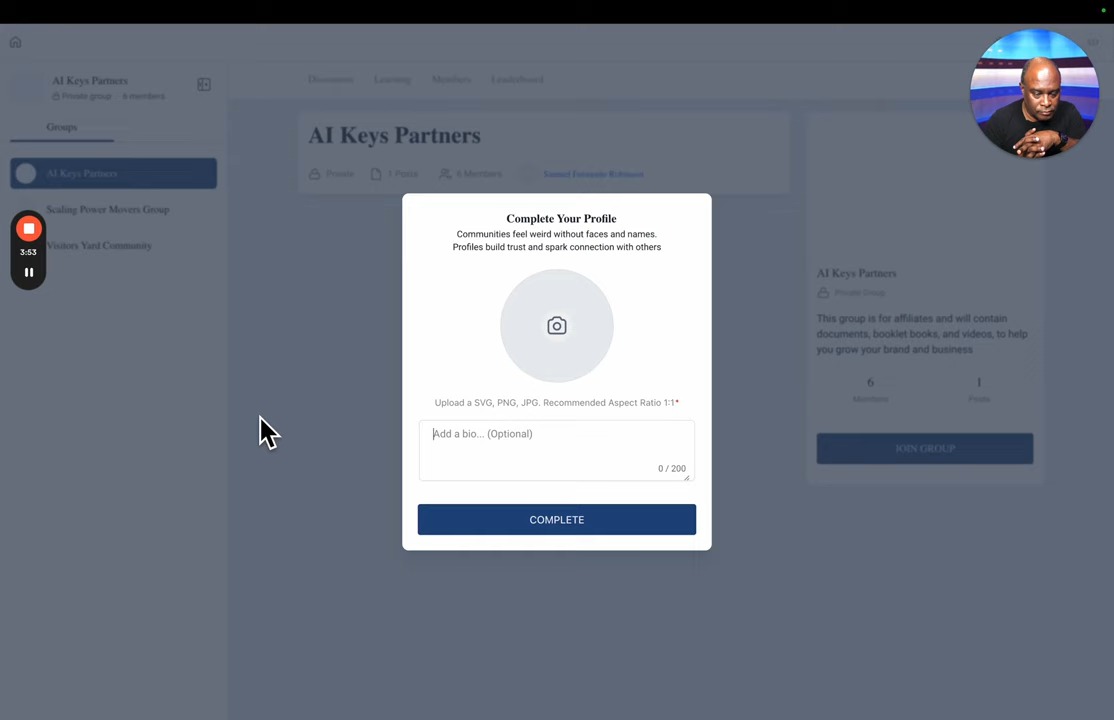 AI Keys Partners
Private group · 6 members
Groups
AI Keys Partners
Scaling Power Movers Group
Visitors Yard Community
3:53
Discussion Learning Members Leaderboard
AI Keys Partners
Private 1 Posts 6 Members
Complete Your Profile
Communities feel weird without faces and names.
Profiles build trust and spark connection with others
Upload a SVG, PNG, JPG. Recommended Aspect Ratio 1:1*
Add a bio... (Optional)
0 / 200
COMPLETE
AI Keys Partners
Private Group
This group is for affiliates and will contain
documents, booklet books, and videos, to help
you grow your brand and business
6 1
Members Posts
JOIN GROUP